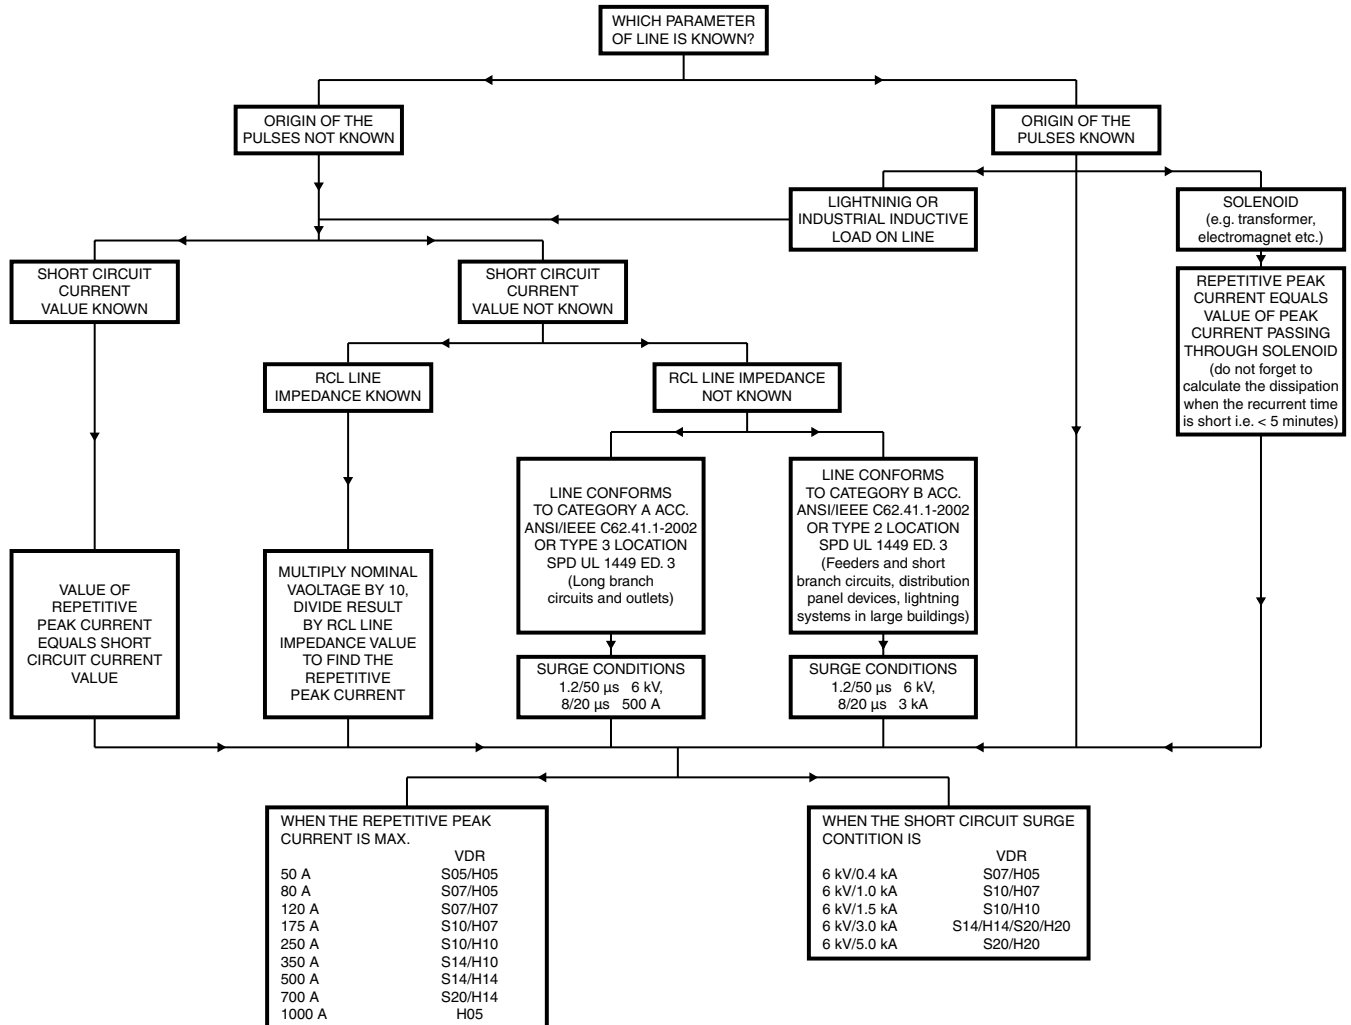 WHICH PARAMETER
OF LINE IS KNOWN?
ORIGIN OF THE
PULSES NOT KNOWN
ORIGIN OF THE
PULSES KNOWN
LIGHTNINIG OR
INDUSTRIAL INDUCTIVE
LOAD ON LINE
SOLENOID
(e.g. transformer,
electromagnet etc.)
SHORT CIRCUIT
CURRENT
VALUE KNOWN
SHORT CIRCUIT
CURRENT
VALUE NOT KNOWN
REPETITIVE PEAK
CURRENT EQUALS
VALUE OF PEAK
CURRENT PASSING
THROUGH SOLENOID
(do not forget to
calculate the dissipation
when the recurrent time
is short i.e. < 5 minutes)
RCL LINE
IMPEDANCE KNOWN
RCL LINE IMPEDANCE
NOT KNOWN
LINE CONFORMS
TO CATEGORY A ACC.
ANSI/IEEE C62.41.1-2002
OR TYPE 3 LOCATION
SPD UL 1449 ED. 3
(Long branch
circuits and outlets)
LINE CONFORMS
TO CATEGORY B ACC.
ANSI/IEEE C62.41.1-2002
OR TYPE 2 LOCATION
SPD UL 1449 ED. 3
(Feeders and short
branch circuits, distribution
panel devices, lightning
systems in large buildings)
VALUE OF
REPETITIVE
PEAK CURRENT
EQUALS SHORT
CIRCUIT CURRENT
VALUE
MULTIPLY NOMINAL
VAOLTAGE BY 10,
DIVIDE RESULT
BY RCL LINE
IMPEDANCE VALUE
TO FIND THE
REPETITIVE
PEAK CURRENT
SURGE CONDITIONS
1.2/50 µs 6 kV,
8/20 µs 500 A
SURGE CONDITIONS
1.2/50 µs 6 kV,
8/20 µs 3 kA
WHEN THE REPETITIVE PEAK
CURRENT IS MAX.
VDR
50 A S05/H05
80 A S07/H05
120 A S07/H07
175 A S10/H07
250 A S10/H10
350 A S14/H10
500 A S14/H14
700 A S20/H14
1000 A H05
WHEN THE SHORT CIRCUIT SURGE
CONTITION IS
VDR
6 kV/0.4 kA S07/H05
6 kV/1.0 kA S10/H07
6 kV/1.5 kA S10/H10
6 kV/3.0 kA S14/H14/S20/H20
6 kV/5.0 kA S20/H20